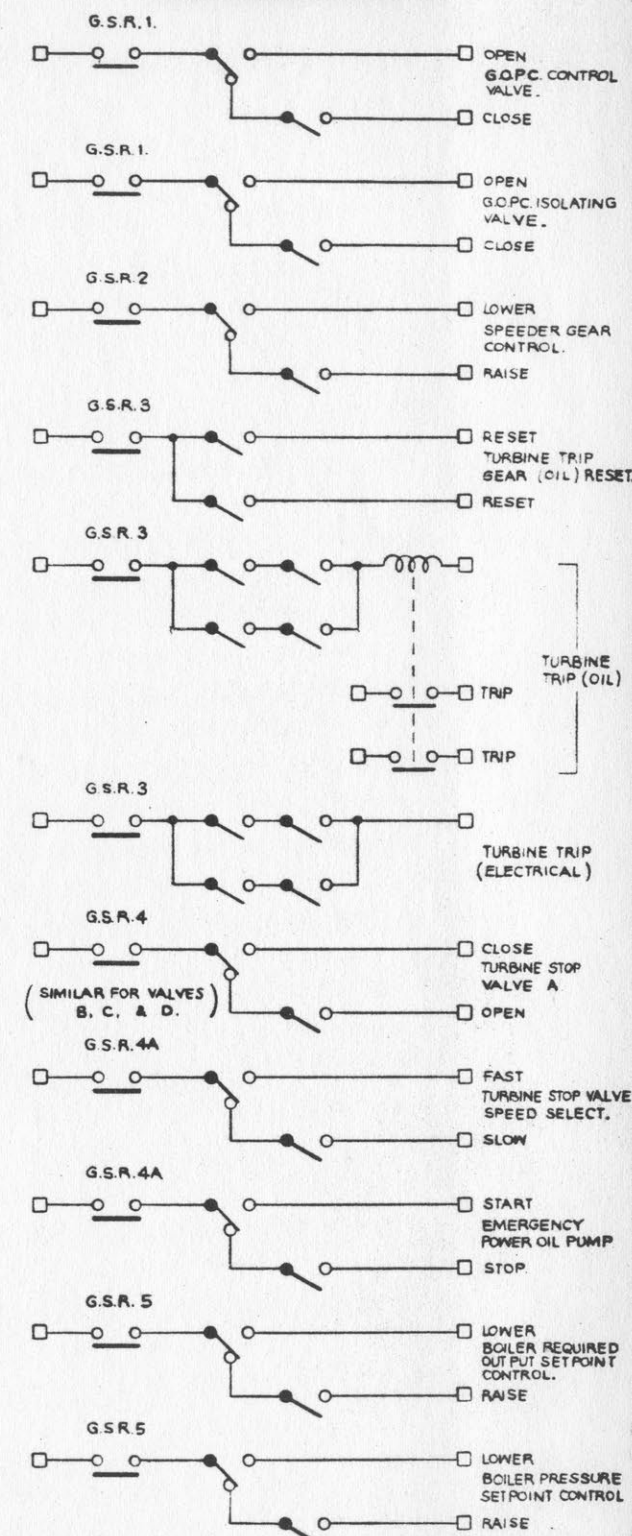 G.S.R. 1.
OPEN
G.O.P.C. CONTROL
VALVE.
CLOSE
G.S.R.1.
OPEN
G.O.P.C. ISOLATING
VALVE.
CLOSE
G.S.R.2
LOWER
SPEEDER GEAR
CONTROL.
RAISE
G.S.R.3
RESET
TURBINE TRIP
GEAR (OIL) RESET.
RESET
G.S.R. 3
TURBINE
TRIP (OIL)
TRIP
TRIP
G.S.R.3
TURBINE TRIP
(ELECTRICAL)
G.S.R.4
CLOSE
TURBINE STOP
VALVE A
(SIMILAR FOR VALVES
B. C. & D.)
OPEN
G.S.R.4A
FAST
TURBINE STOP VALVE
SPEED SELECT.
SLOW
G.S.R.4A
START
EMERGENCY
POWER OIL PUMP
STOP.
G.S.R. 5
LOWER
BOILER REQUIRED
OUTPUT SETPOINT
CONTROL.
RAISE
G.S.R.5
LOWER
BOILER PRESSURE
SETPOINT CONTROL
RAISE